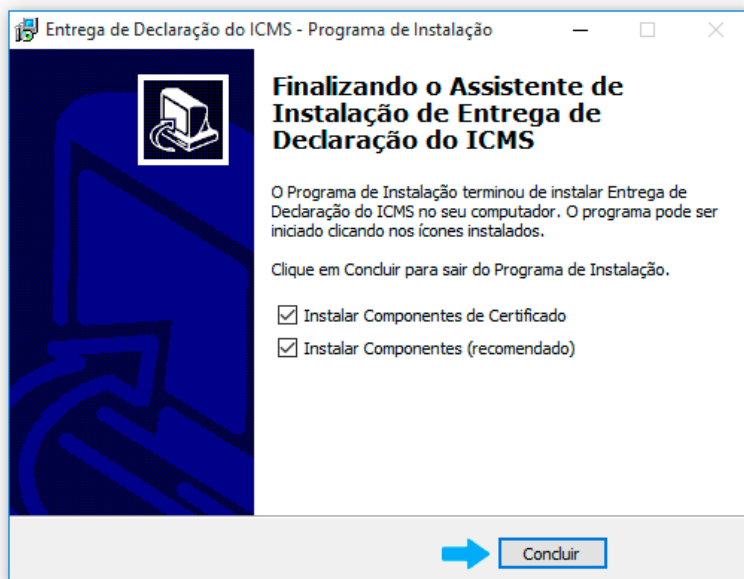 Entrega de Declaração do ICMS - Programa de Instalação
Finalizando o Assistente de
Instalação de Entrega de
Declaração do ICMS
O Programa de Instalação terminou de instalar Entrega de
Declaração do ICMS no seu computador. O programa pode ser
iniciado clicando nos ícones instalados.
Clique em Concluir para sair do Programa de Instalação.
Instalar Componentes de Certificado
Instalar Componentes (recomendado)
Concluir